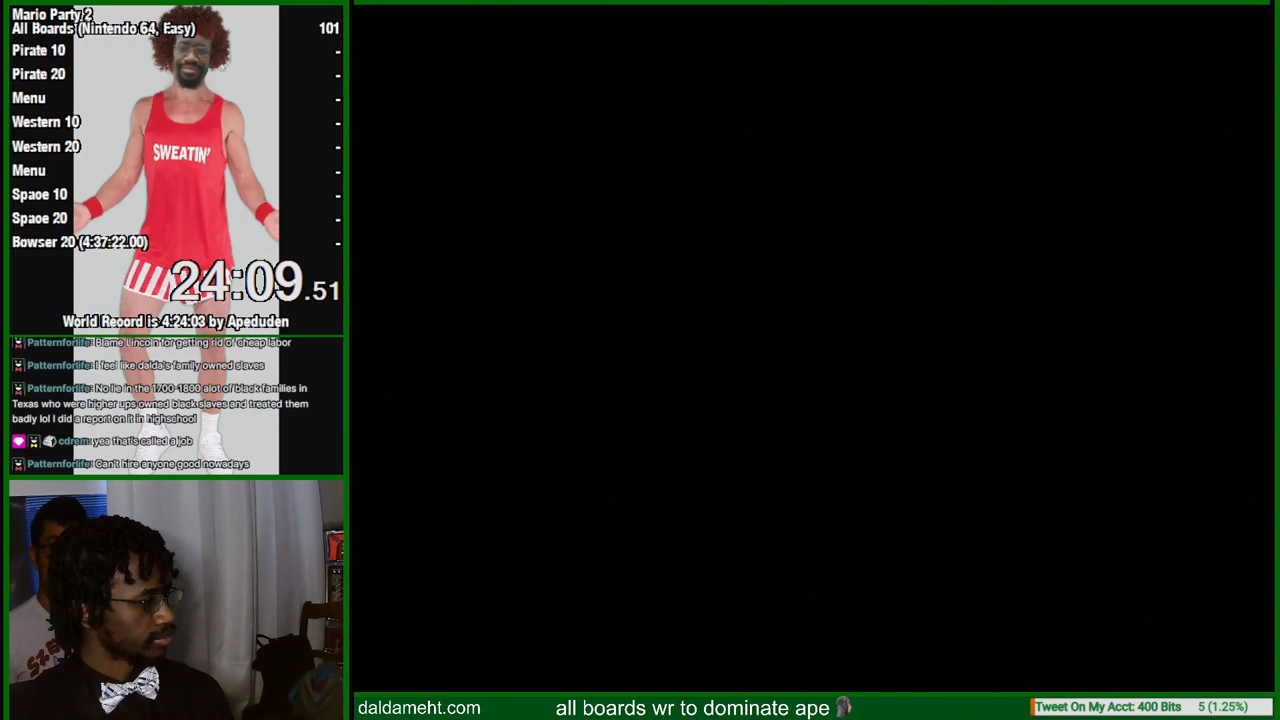 Mario Party 2
All Boards (Nintendo 64, Easy) 101
Pirate 10 -
Pirate 20 -
Menu -
Western 10 -
Western 20 -
Menu -
Space 10 -
Space 20 -
Bowser 20 (4:37:22.00) -
SWEATIN'
24:09.51
World Record is 4:24:03 by Apeduden
Patternforlife: Blame Lincoln for getting rid of cheap labor
Patternforlife: I feel like dalda's family owned slaves
Patternforlife: No lie in the 1700-1800 alot of black families in
Texas who were higher ups owned black slaves and treated them
badly lol I did a report on it in highschool
cdrem: yea that's called a job
Patternforlife: Can't hire anyone good nowadays
daldameht.com
all boards wr to dominate ape
Tweet On My Acct: 400 Bits 5 (1.25%)